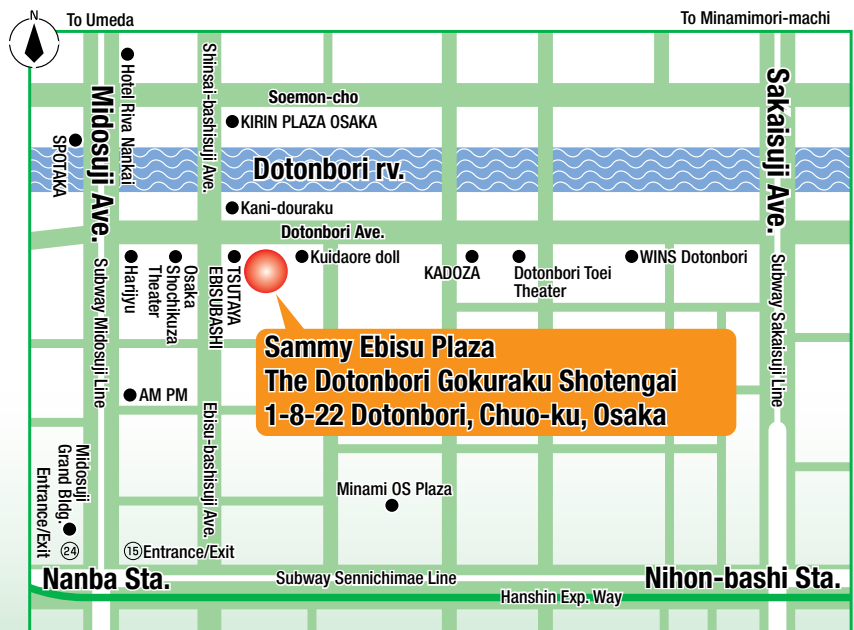 N
To Umeda
To Minamimori-machi
Hotel Riva Nankai
Shinsai-bashisuji Ave.
Midosuji Ave.
Sakaisuji Ave.
Soemon-cho
KIRIN PLAZA OSAKA
SPOTAKA
Dotonbori rv.
Kani-douraku
Dotonbori Ave.
Harijyu
Osaka
Shochikuza
Theater
TSUTAYA
EBISUBASHI
Kuidaore doll
KADOZA
Dotonbori Toei
Theater
WINS Dotonbori
Subway Midosuji Line
Subway Sakaisuji Line
Sammy Ebisu Plaza
The Dotonbori Gokuraku Shotengai
1-8-22 Dotonbori, Chuo-ku, Osaka
AM PM
Ebisu-bashisuji Ave.
Midosuji
Grand Bldg.
Entrance/Exit
24
Minami OS Plaza
15 Entrance/Exit
Nanba Sta.
Subway Sennichimae Line
Nihon-bashi Sta.
Hanshin Exp. Way